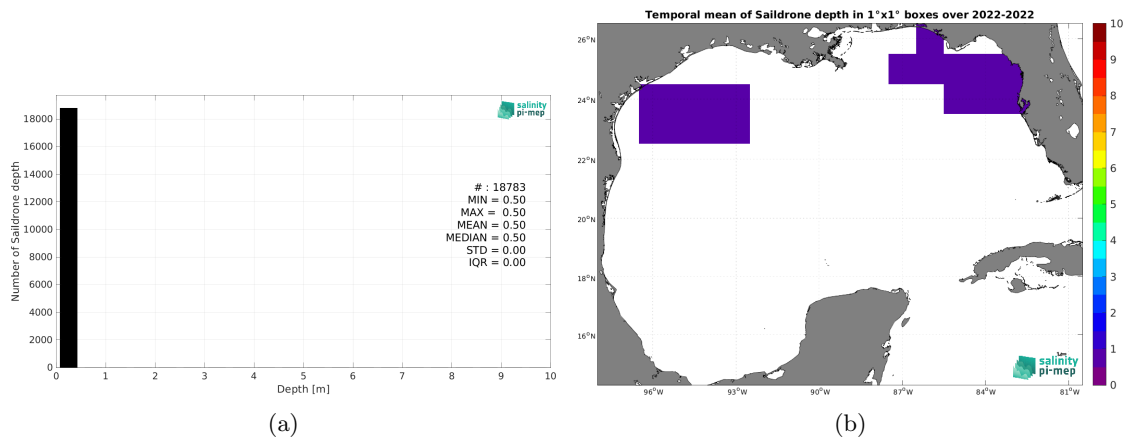 salinity
pi-mep
18000
16000
14000
12000
10000
8000
6000
4000
2000
0
Number of Saildrone depth
# : 18783
MIN = 0.50
MAX = 0.50
MEAN = 0.50
MEDIAN = 0.50
STD = 0.00
IQR = 0.00
0 1 2 3 4 5 6 7 8 9 10
Depth [m]
(a)
Temporal mean of Saildrone depth in 1°x1° boxes over 2022-2022
26°N
24°N
22°N
20°N
18°N
16°N
96°W 93°W 90°W 87°W 84°W 81°W
salinity
pi-mep
10
9
8
7
6
5
4
3
2
1
0
(b)